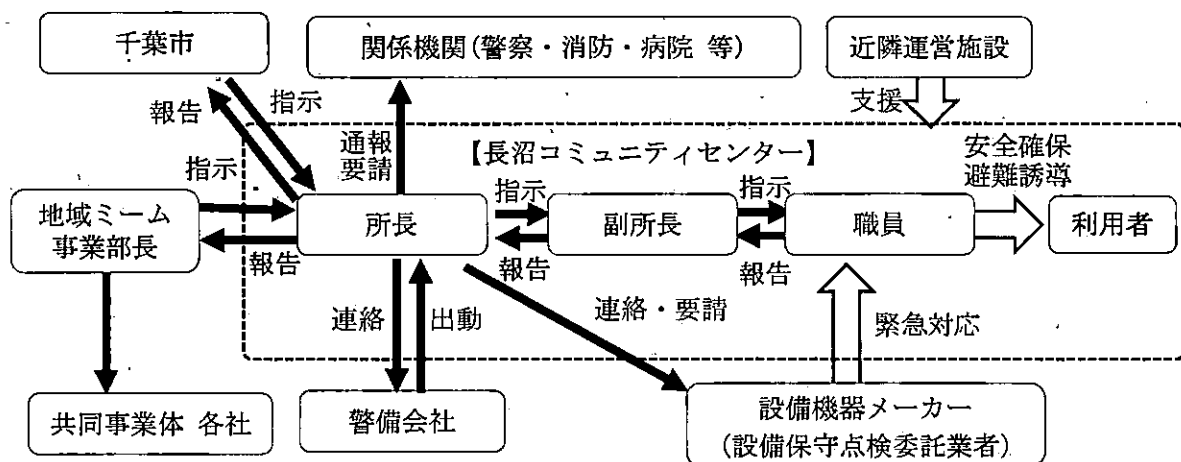 千葉市
関係機関(警察・消防・病院 等)
近隣運営施設
報告
指示
支援
通報
要請
【長沼コミュニティセンター】
安全確保
避難誘導
指示
指示
指示
地域ミーム
事業部長
所長
副所長
職員
利用者
報告
報告
報告
連絡
出動
連絡・要請
緊急対応
共同事業体 各社
警備会社
設備機器メーカー
(設備保守点検委託業者)